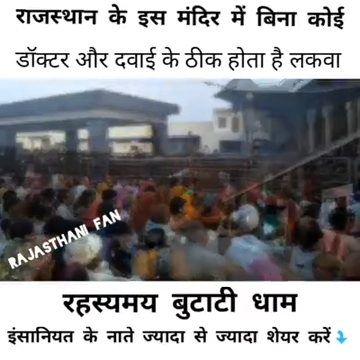 राजस्थान के इस मंदिर में बिना कोई
डॉक्टर और दवाई के ठीक होता है लकवा
RAJASTHANI FAN
रहस्यमय बुटाटी धाम
इंसानियत के नाते ज्यादा से ज्यादा शेयर करें